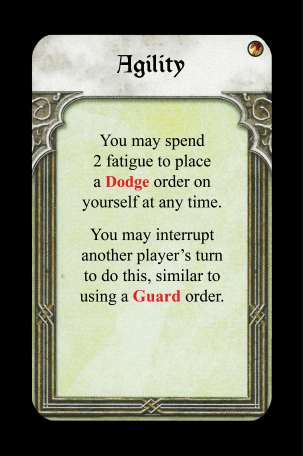 Agility
You may spend
2 fatigue to place
a Dodge order on
yourself at any time.
You may interrupt
another player's turn
to do this, similar to
using a Guard order.